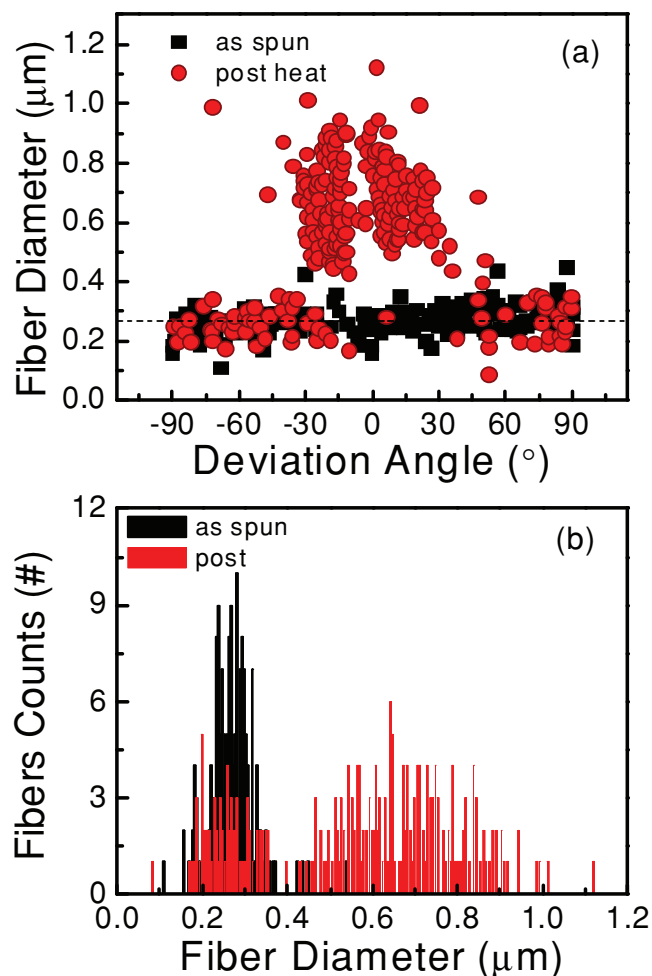 as spun
post heat
(a)
1.2
1.0
0.8
0.6
0.4
0.2
0.0
Fiber Diameter (μm)
-90 -60 -30 0 30 60 90
Deviation Angle (°)
as spun
post
(b)
12
9
6
3
0
Fibers Counts (#)
0.0 0.2 0.4 0.6 0.8 1.0 1.2
Fiber Diameter (μm)